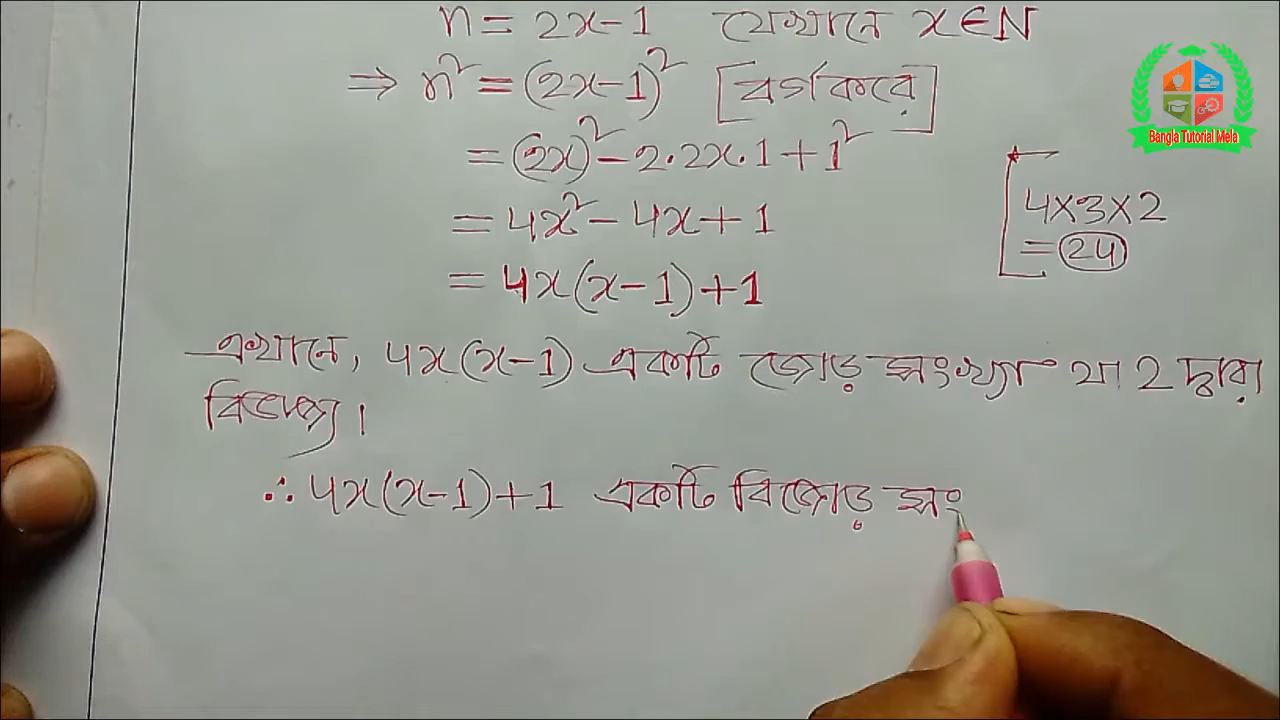 n = 2x-1 যেখানে x∈N
⇒ n² = (2x-1)² [বর্গ করে]
= (2x)² - 2·2x·1 + 1²
= 4x² - 4x + 1
= 4x(x-1)+1
4×3×2
= 24
এখানে, 4x(x-1) একটি জোড় সংখ্যা যা 2 দ্বারা
বিভাজ্য।
∴ 4x(x-1)+1 একটি বিজোড় সং
Bangla Tutorial Mela